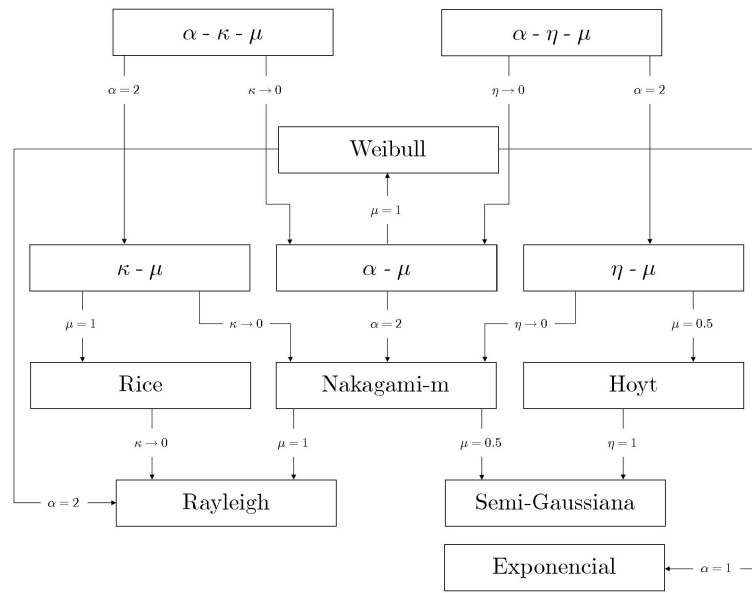 α - κ - μ
α - η - μ
α = 2
κ → 0
η → 0
α = 2
Weibull
μ = 1
κ - μ
α - μ
η - μ
μ = 1
κ → 0
α = 2
η → 0
μ = 0.5
Rice
Nakagami-m
Hoyt
κ → 0
μ = 1
μ = 0.5
η = 1
α = 2
Rayleigh
Semi-Gaussiana
Exponencial
α = 1